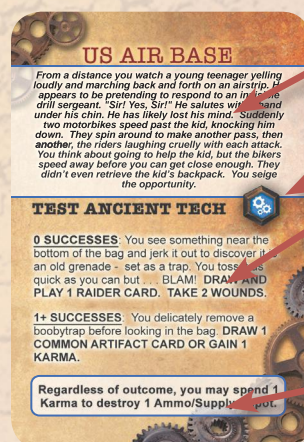 US AIR BASE
From a distance you watch a young teenager yelling
loudly and marching back and forth on an airstrip.
appears to be pretending to respond to an
drill sergeant. "Sir! Yes, Sir!" He salutes hand
under his chin. He has likely lost his mind. Suddenly
two motorbikes speed past the kid, knocking him
down. They spin around to make another pass, then
another, the riders laughing cruelly with each attack.
You think about going to help the kid, but the bikers
speed away before you can get close enough. They
didn't even retrieve the kid's backpack. You seige
the opportunity.
TEST ANCIENT TECH
0 SUCCESSES: You see something near the
bottom of the bag and jerk it out to discover
an old grenade - set as a trap. You toss as
quick as you can but . . . BLAM! DRAW AND
PLAY 1 RAIDER CARD. TAKE 2 WOUNDS.
1+ SUCCESSES: You delicately remove a
boobytrap before looking in the bag. DRAW 1
COMMON ARTIFACT CARD OR GAIN 1
KARMA.
Regardless of outcome, you may spend 1
Karma to destroy 1 Ammo/Supply